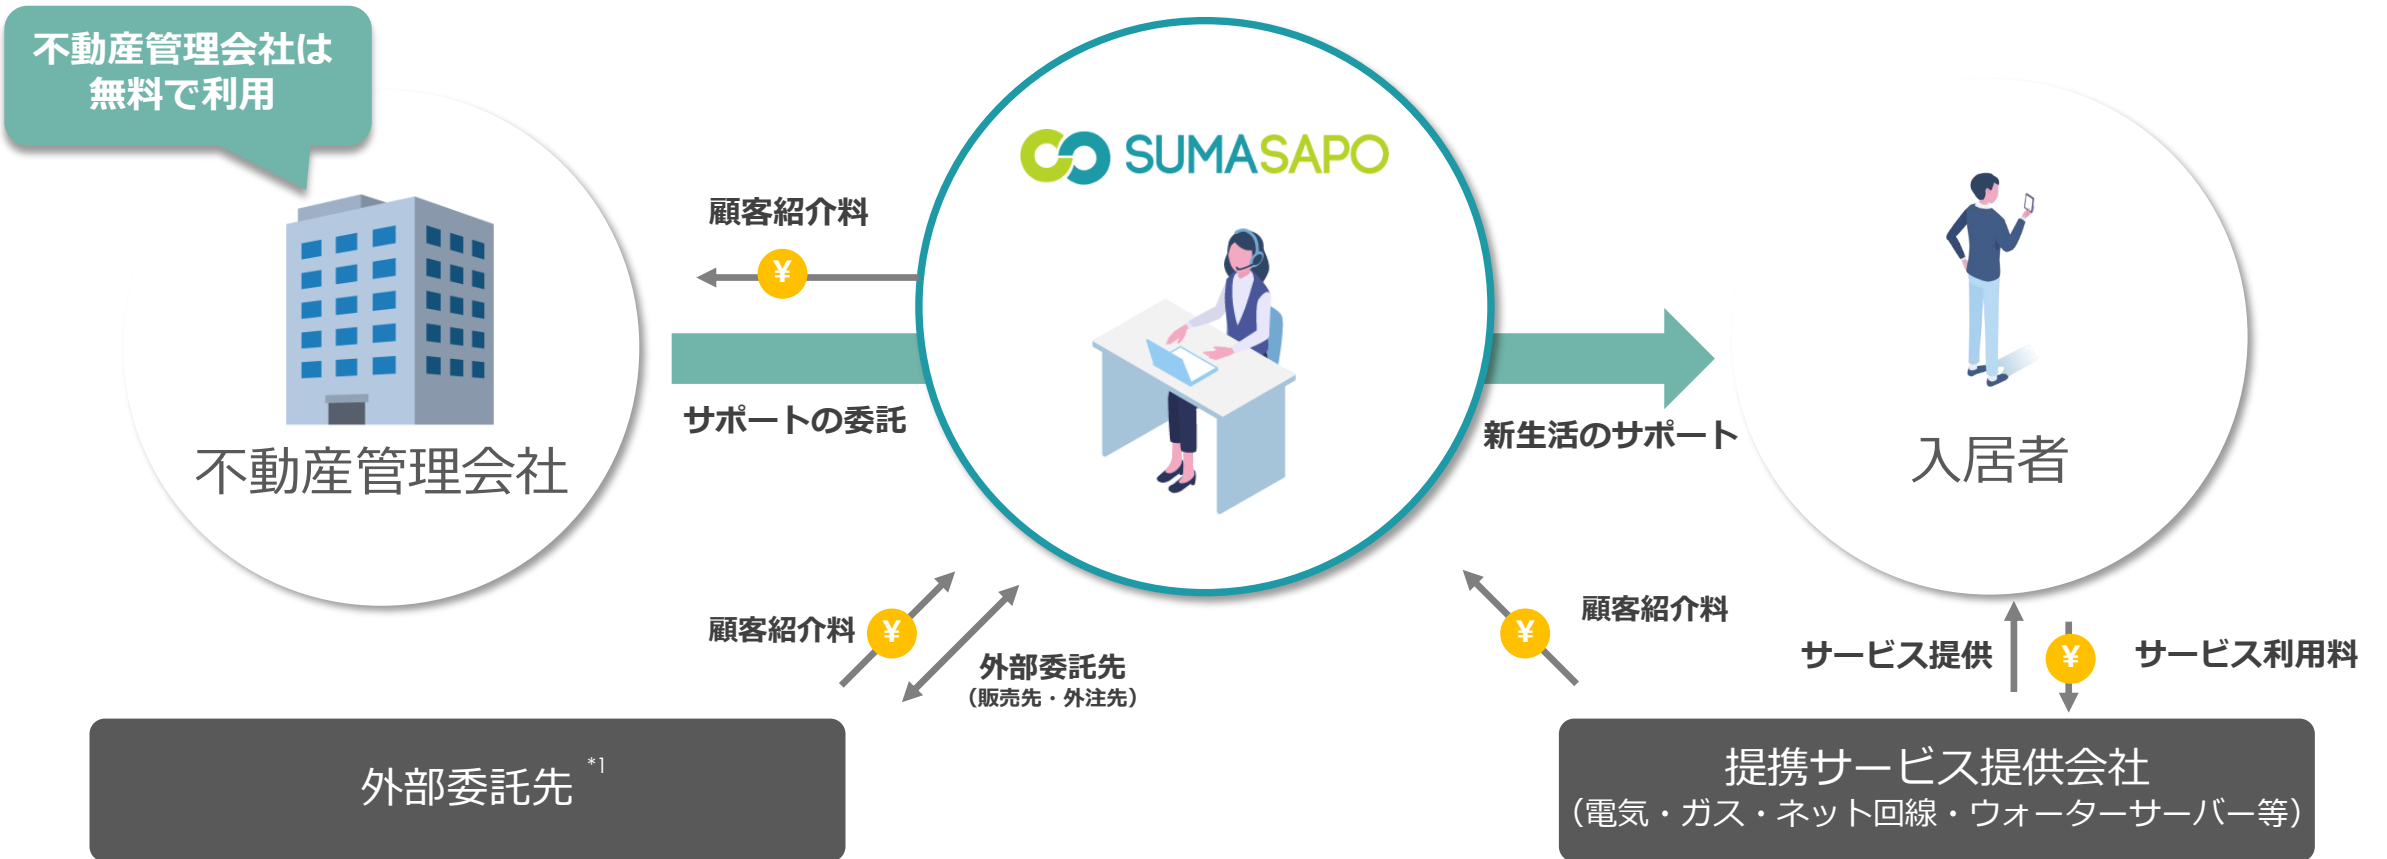 不動産管理会社は
無料で利用
SUMASAPO
顧客紹介料
¥
サポートの委託
新生活のサポート
不動産管理会社
入居者
顧客紹介料
¥
外部委託先
（販売先・外注先）
¥
顧客紹介料
サービス提供
¥
サービス利用料
外部委託先 *1
提携サービス提供会社
（電気・ガス・ネット回線・ウォーターサーバー等）